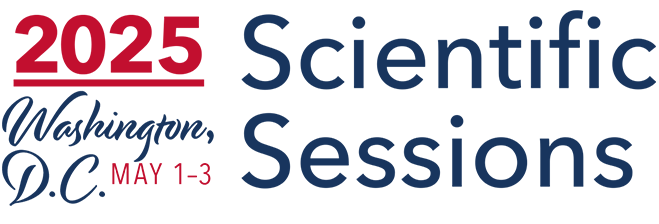 2025
Washington,
D.C. MAY 1–3
Scientific
Sessions